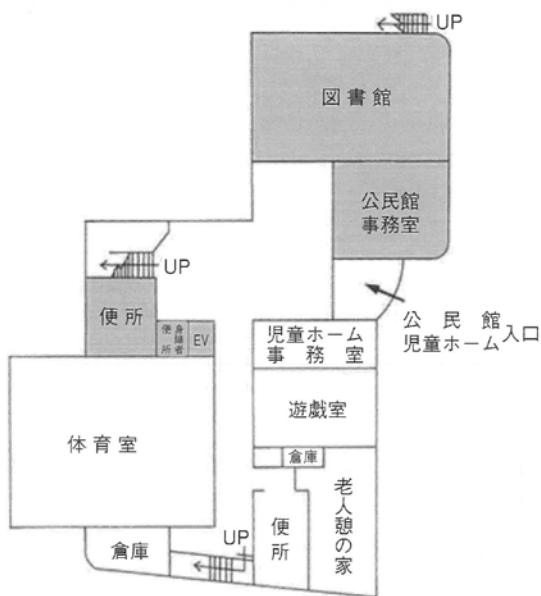 UP
図書館
公民館
事務室
UP
便所
身障者
便所
EV
公民館
児童ホーム
入口
児童ホーム
事務室
遊戯室
体育室
倉庫
老人憩の家
便所
UP
倉庫